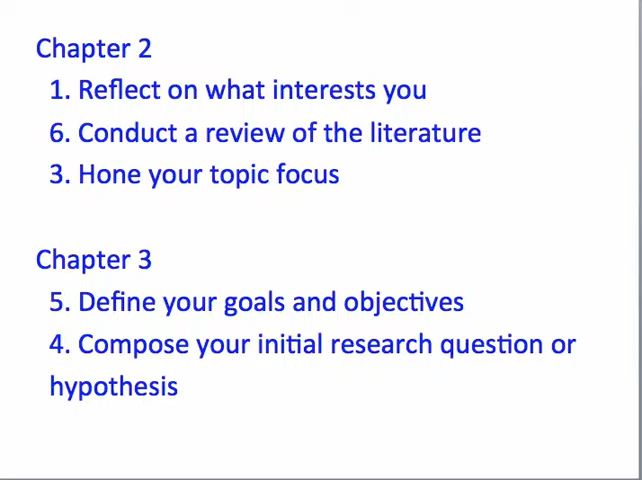 Chapter 2
1. Reflect on what interests you
6. Conduct a review of the literature
3. Hone your topic focus
Chapter 3
5. Define your goals and objectives
4. Compose your initial research question or
hypothesis